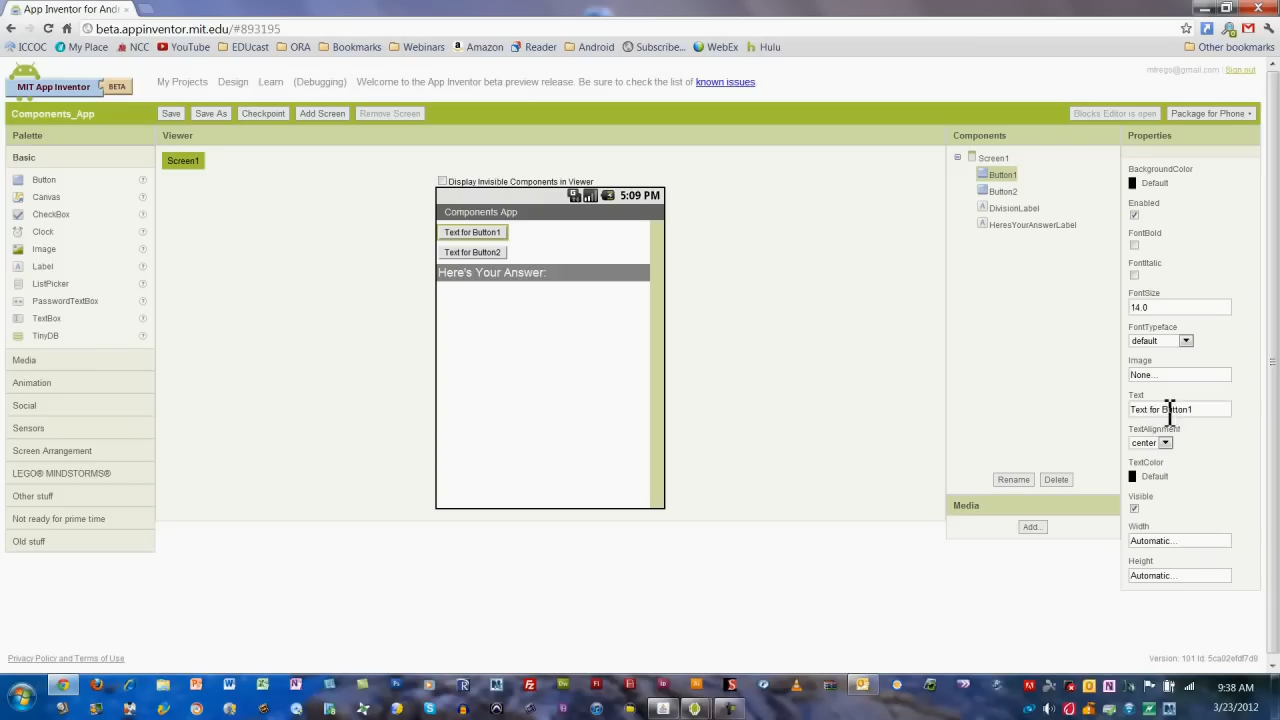 App Inventor for Andr
beta.appinventor.mit.edu/#893195
ICCOC My Place NCC YouTube EDUcast ORA Bookmarks Webinars Amazon Reader Android Subscribe... WebEx Hulu Other bookmarks
mfregs@gmail.com | Sign out
MIT App Inventor BETA My Projects Design Learn (Debugging) Welcome to the App Inventor beta preview release. Be sure to check the list of known issues.
Components_App Save Save As Checkpoint Add Screen Remove Screen Blocks Editor is open Package for Phone
Palette
Basic
Button ?
Canvas ?
CheckBox ?
Clock ?
Image ?
Label ?
ListPicker ?
PasswordTextBox ?
TextBox ?
TinyDB ?
Media
Animation
Social
Sensors
Screen Arrangement
LEGO® MINDSTORMS®
Other stuff
Not ready for prime time
Old stuff
Viewer
Screen1
Display Invisible Components in Viewer
5:09 PM
Components App
Text for Button1
Text for Button2
Here's Your Answer:
Components
Screen1
Button1
Button2
DivisionLabel
HeresYourAnswerLabel
Rename Delete
Media
Add...
Properties
BackgroundColor
Default
Enabled
FontBold
FontItalic
FontSize
14.0
FontTypeface
default
Image
None...
Text
Text for Button1
TextAlignment
center
TextColor
Default
Visible
Width
Automatic...
Height
Automatic...
Privacy Policy and Terms of Use
9:38 AM
3/23/2012